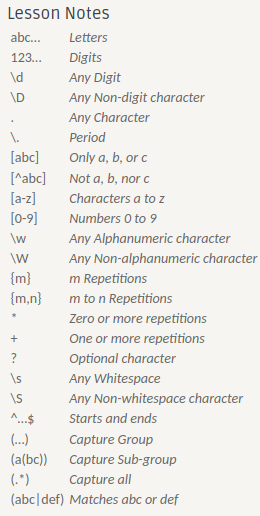 Lesson Notes
abc… Letters
123… Digits
\d Any Digit
\D Any Non-digit character
. Any Character
\. Period
[abc] Only a, b, or c
[^abc] Not a, b, nor c
[a-z] Characters a to z
[0-9] Numbers 0 to 9
\w Any Alphanumeric character
\W Any Non-alphanumeric character
{m} m Repetitions
{m,n} m to n Repetitions
* Zero or more repetitions
+ One or more repetitions
? Optional character
\s Any Whitespace
\S Any Non-whitespace character
^…$ Starts and ends
(…) Capture Group
(a(bc)) Capture Sub-group
(.*) Capture all
(abc|def) Matches abc or def